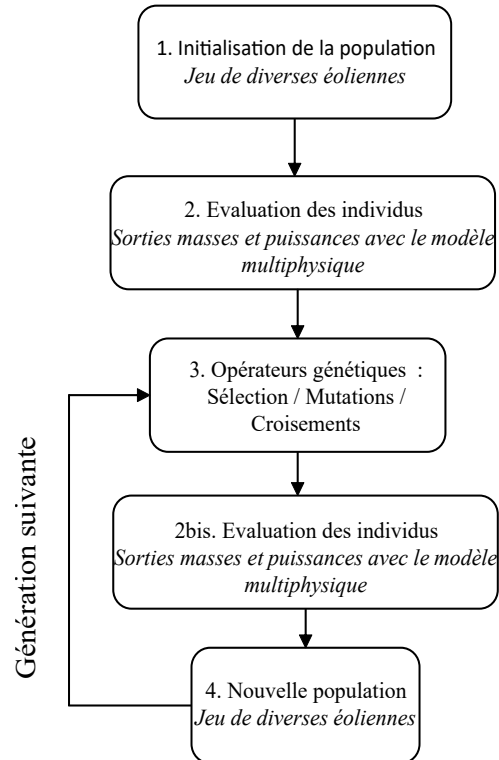 1. Initialisation de la population
Jeu de diverses éoliennes
2. Evaluation des individus
Sorties masses et puissances avec le modèle
multiphysique
3. Opérateurs génétiques :
Sélection / Mutations /
Croisements
Génération suivante
2bis. Evaluation des individus
Sorties masses et puissances avec le modèle
multiphysique
4. Nouvelle population
Jeu de diverses éoliennes